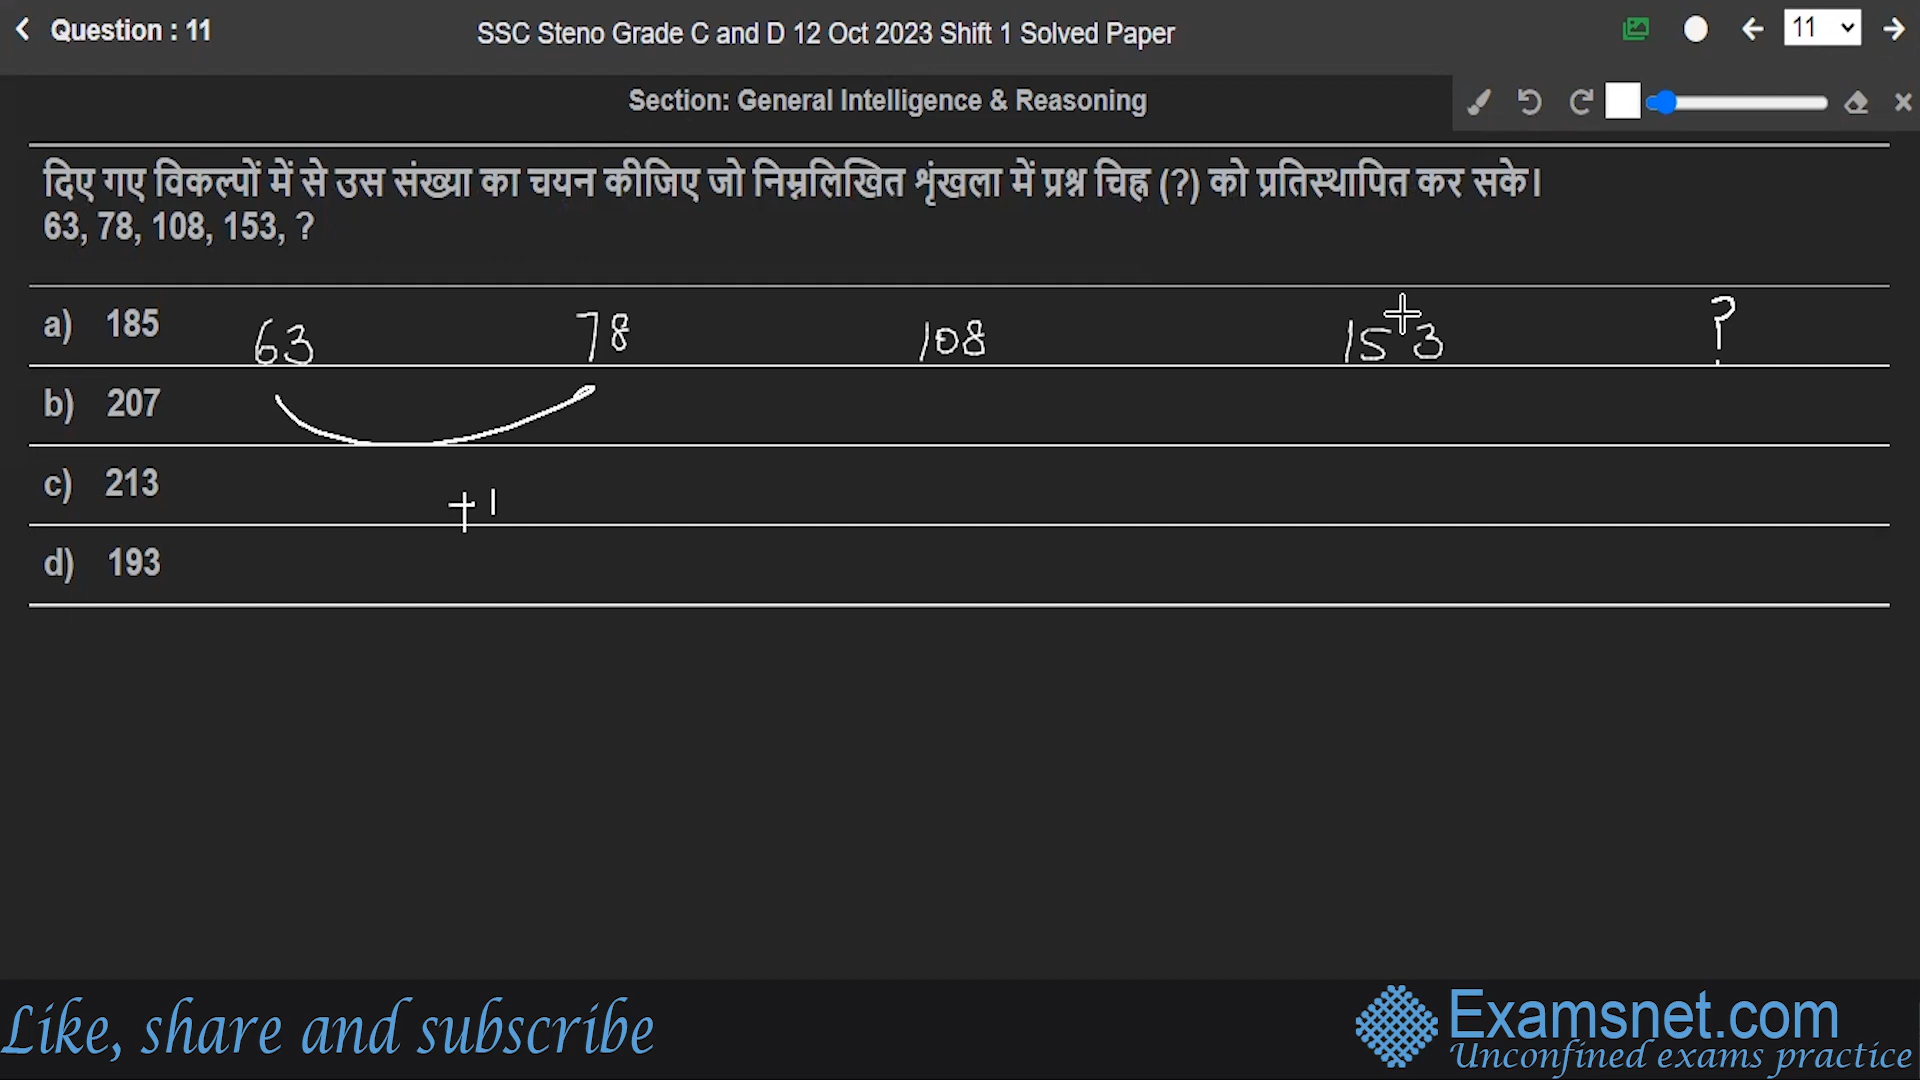 Question : 11
SSC Steno Grade C and D 12 Oct 2023 Shift 1 Solved Paper
11
Section: General Intelligence & Reasoning
दिए गए विकल्पों में से उस संख्या का चयन कीजिए जो निम्नलिखित शृंखला में प्रश्न चिह्न (?) को प्रतिस्थापित कर सके।
63, 78, 108, 153, ?
a) 185
63 78 108 153 ?
b) 207
c) 213
+1
d) 193
Like, share and subscribe
Examsnet.com
Unconfined exams practice